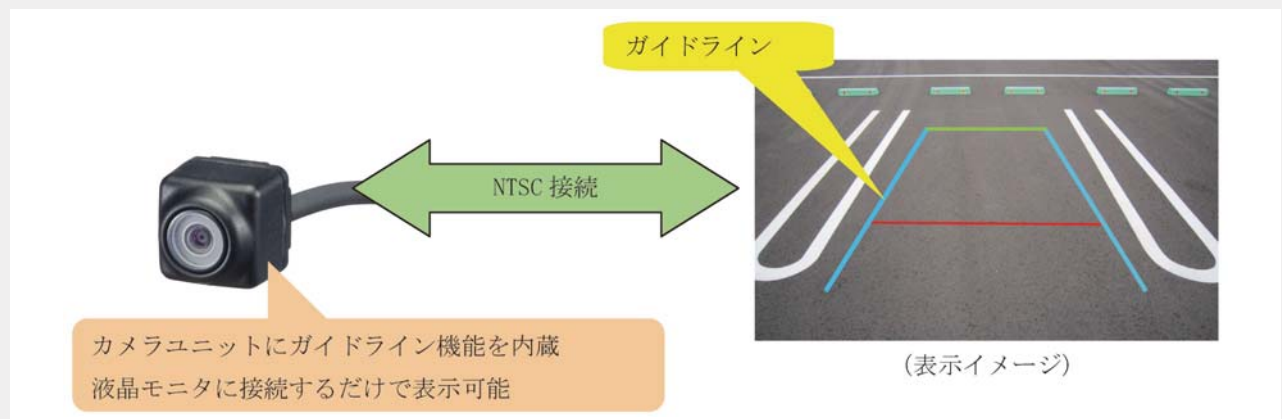 ガイドライン
NTSC 接続
カメラユニットにガイドライン機能を内蔵
液晶モニタに接続するだけで表示可能
(表示イメージ)